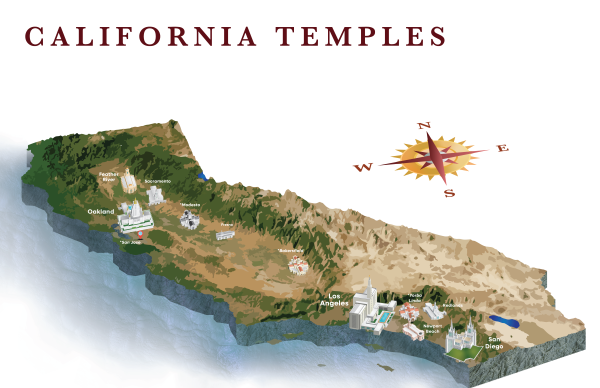 CALIFORNIA TEMPLES
N
W
E
S
Feather
River
Sacramento
Oakland
*Modesto
*San Jose
Fresno
*Bakersfield
Los
Angeles
*Yorba
Linda
Redlands
Newport
Beach
San
Diego